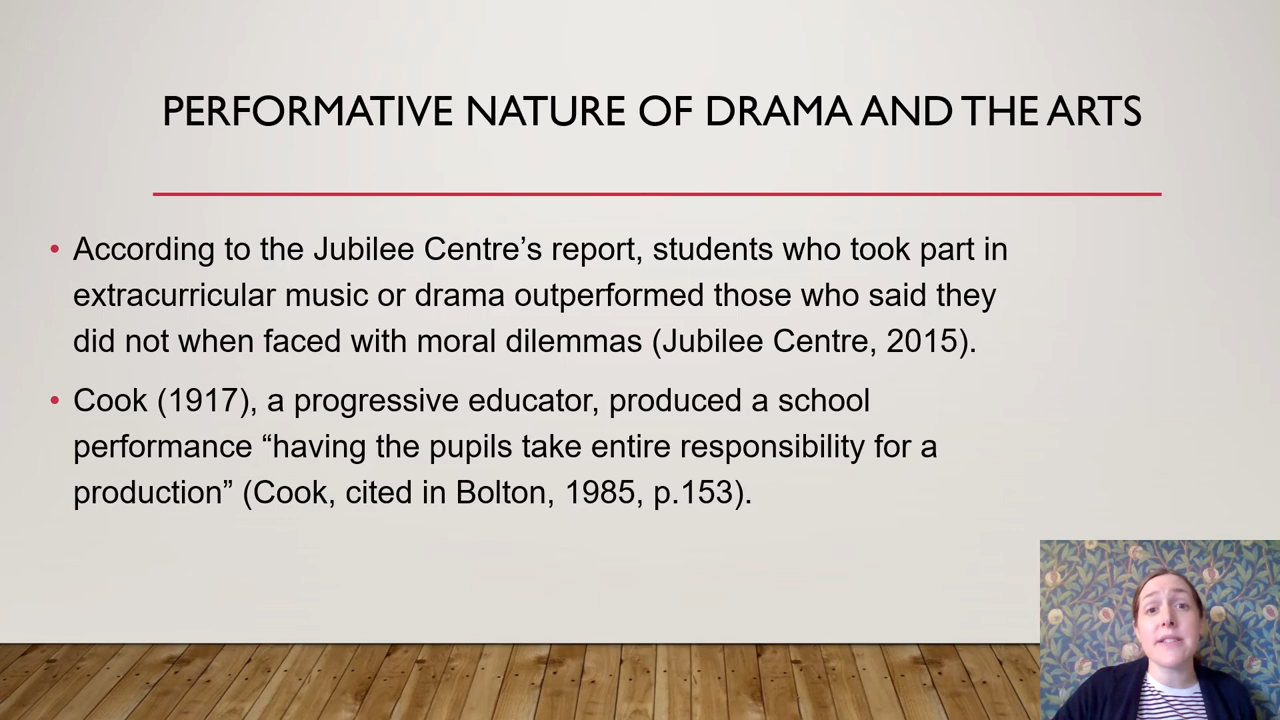 PERFORMATIVE NATURE OF DRAMA AND THE ARTS
• According to the Jubilee Centre’s report, students who took part in
extracurricular music or drama outperformed those who said they
did not when faced with moral dilemmas (Jubilee Centre, 2015).
• Cook (1917), a progressive educator, produced a school
performance “having the pupils take entire responsibility for a
production” (Cook, cited in Bolton, 1985, p.153).